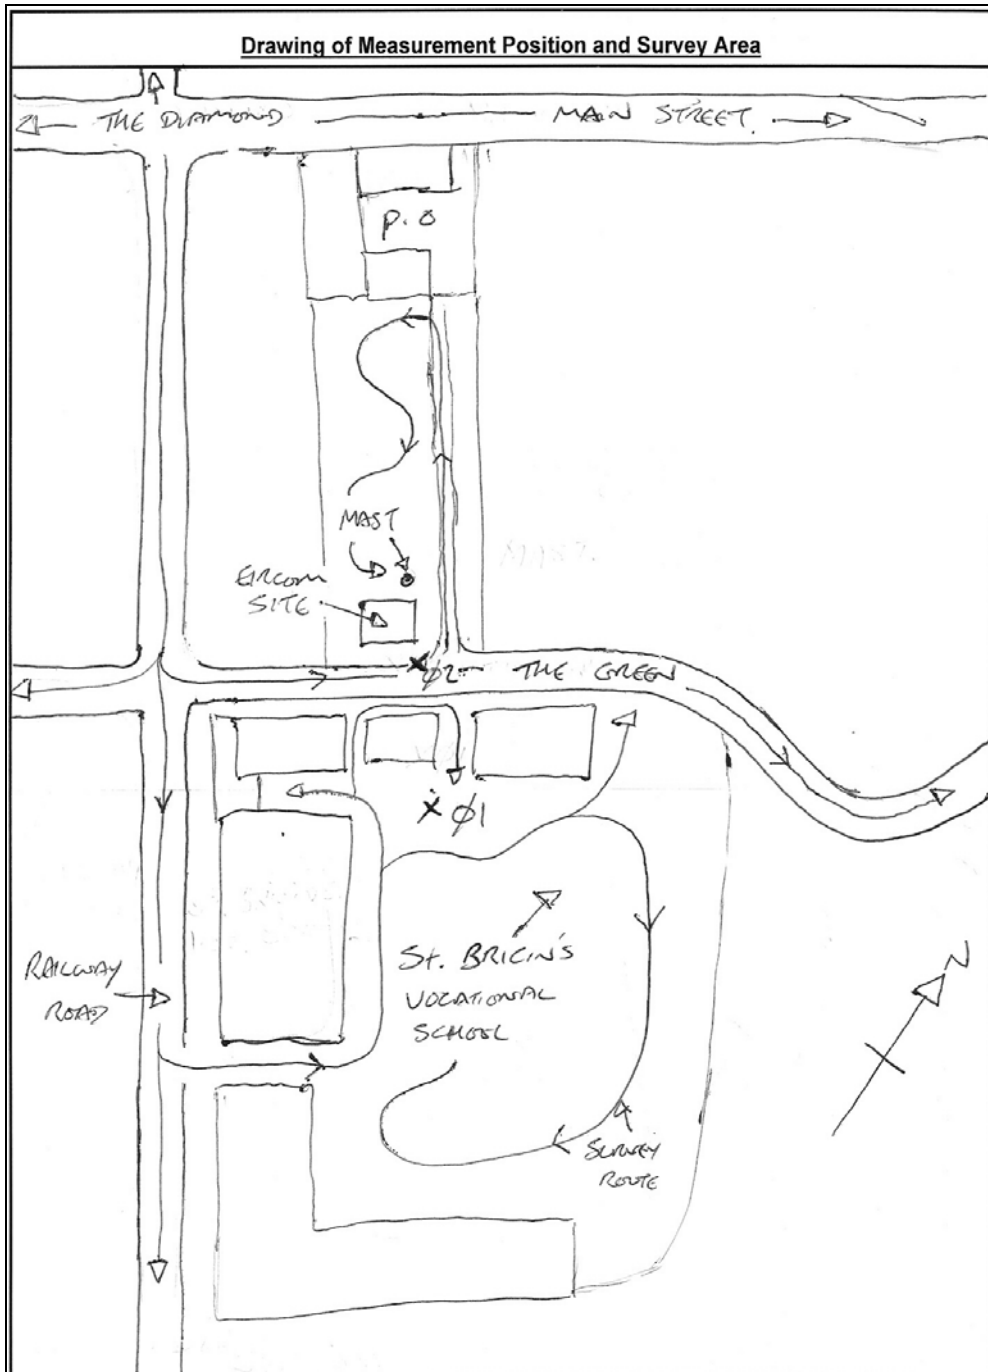 Drawing of Measurement Position and Survey Area
THE DIAMOND
MAIN STREET.
P.O
MAST
EIRCOM
SITE
Ø2
THE GREEN
Ø1
ST. BRICIN'S
VOCATIONAL
SCHOOL
RAILWAY
ROAD
N
SURVEY
ROUTE